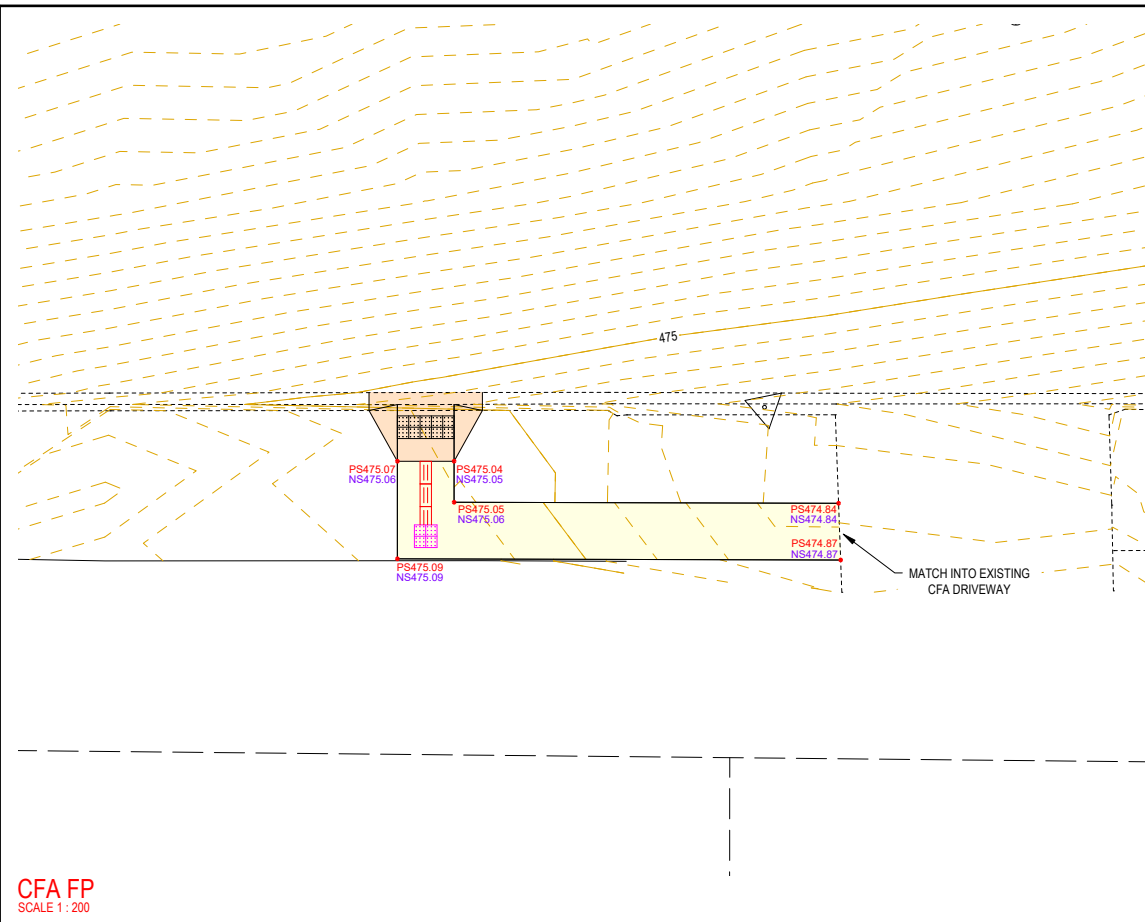 475
PS475.07
NS475.06
PS475.04
NS475.05
PS475.05
NS475.06
PS474.84
NS474.84
PS474.87
NS474.87
PS475.09
NS475.09
MATCH INTO EXISTING
CFA DRIVEWAY
CFA FP
SCALE 1 : 200